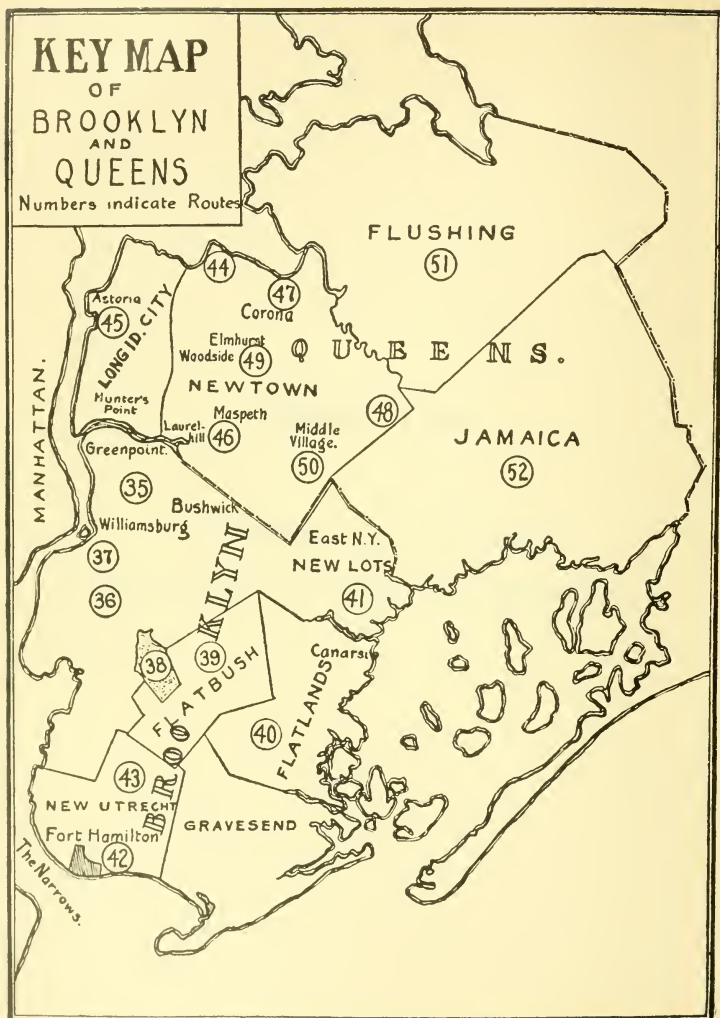 KEY MAP
OF
BROOKLYN
AND
QUEENS
Numbers indicate Routes
FLUSHING
51
44
47
Corona
Astoria
45
LONG ID. CITY
Elmhurst
Woodside
49
QUEENS.
NEWTOWN
Hunter's
Point
MANHATTAN.
Laurel-
hill
Maspeth
46
Middle
Village.
50
48
JAMAICA
52
Greenpoint.
35
Bushwick
Williamsburg
37
36
East N.Y.
NEW LOTS
41
BROOKLYN
38
39
FLATBUSH
Canarsi
FLATLANDS
40
43
NEW UTRECHT
GRAVESEND
Fort Hamilton
42
The Narrows.